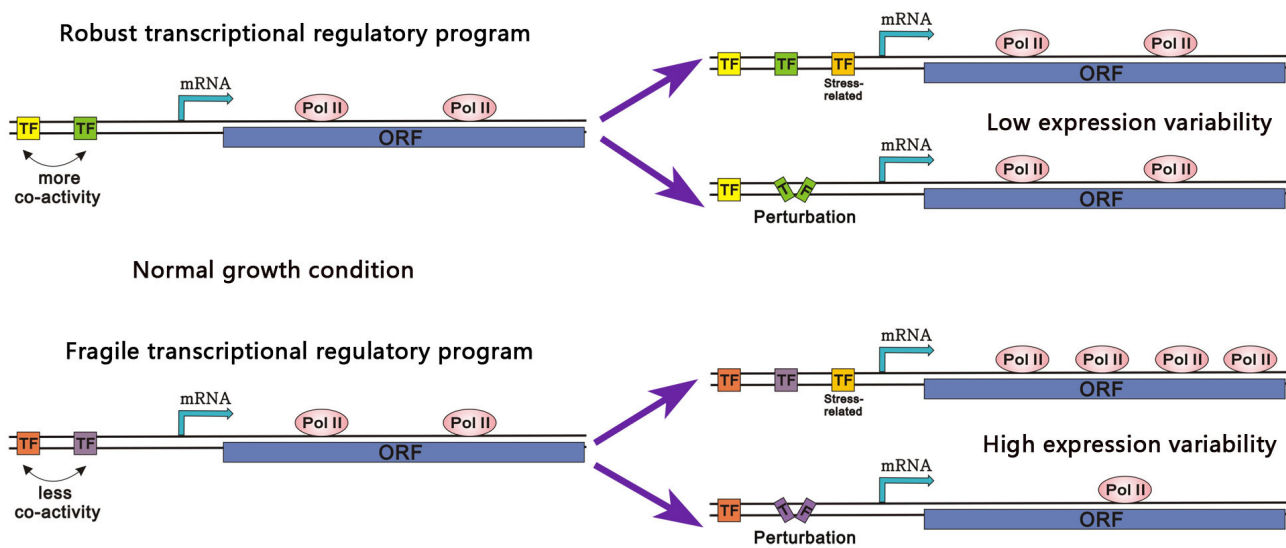 Robust transcriptional regulatory program
mRNA
Pol II Pol II
TF TF
ORF
more
co-activity
mRNA
Pol II Pol II
TF TF TF
Stress-
related
ORF
Low expression variability
mRNA
Pol II Pol II
TF T F
ORF
Perturbation
Normal growth condition
Fragile transcriptional regulatory program
mRNA
Pol II Pol II
TF TF
ORF
less
co-activity
mRNA
Pol II Pol II Pol II Pol II
TF TF TF
Stress-
related
ORF
High expression variability
mRNA
Pol II
TF T F
ORF
Perturbation